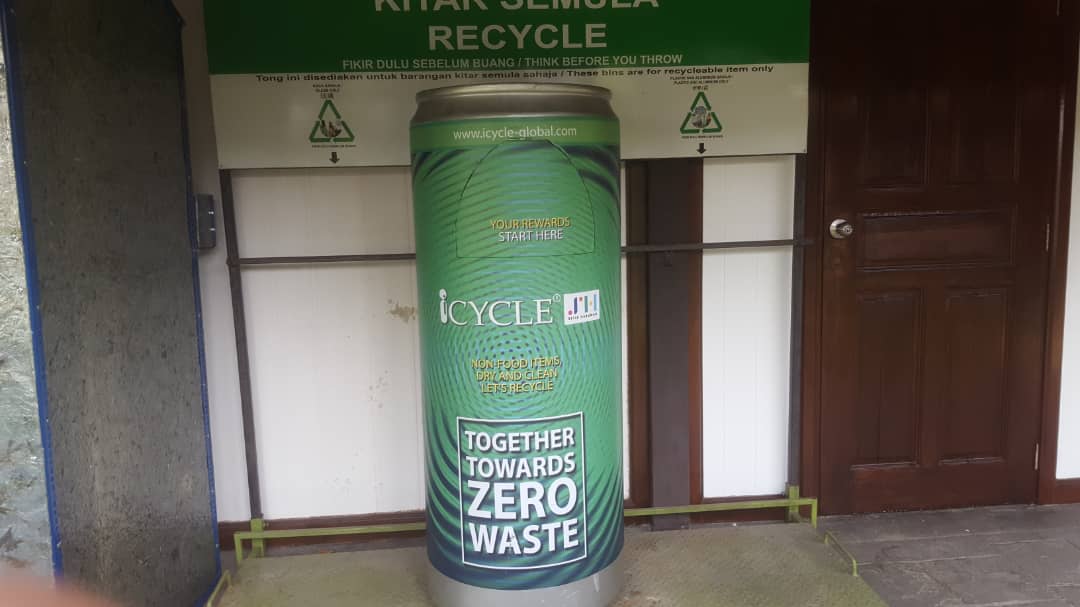 KITAR SEMULA
RECYCLE
FIKIR DULU SEBELUM BUANG / THINK BEFORE YOU THROW
Tong ini disediakan untuk barangan kitar semula sahaja / These bins are for recycleable item only
www.icycle-global.com
YOUR REWARDS
START HERE
iCYCLE®
NON-FOOD ITEMS,
DRY AND CLEAN
LET'S RECYCLE
TOGETHER
TOWARDS
ZERO
WASTE